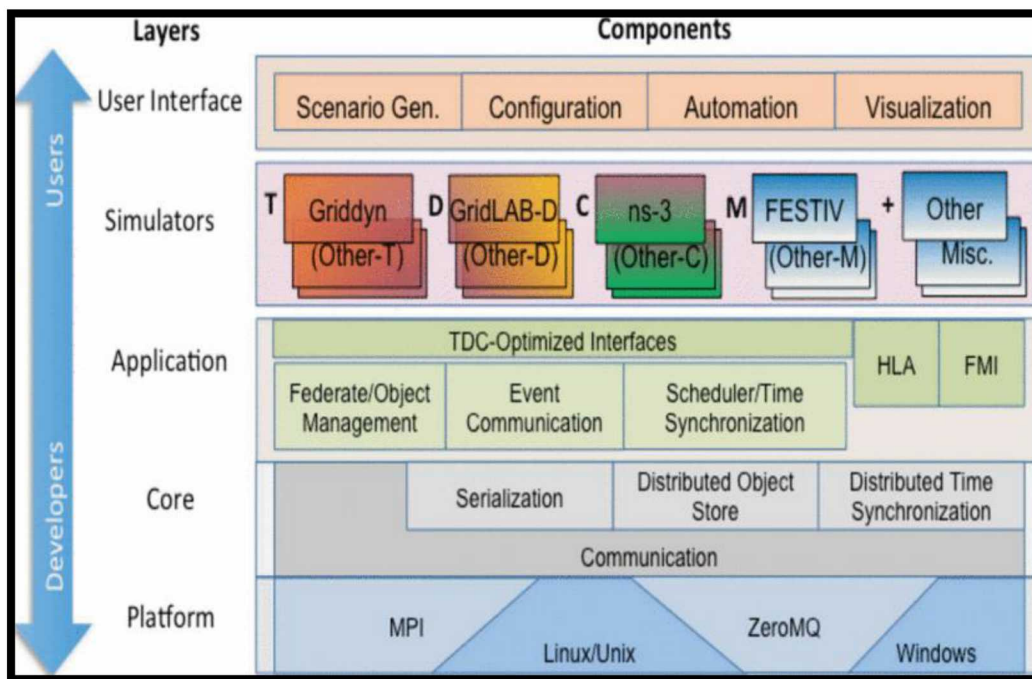 Layers
Components
Users
Developers
User Interface
Scenario Gen.
Configuration
Automation
Visualization
Simulators
T
Griddyn
(Other-T)
D
GridLAB-D
(Other-D)
C
ns-3
(Other-C)
M
FESTIV
(Other-M)
+
Other
Misc.
Application
TDC-Optimized Interfaces
HLA
FMI
Federate/Object
Management
Event
Communication
Scheduler/Time
Synchronization
Core
Serialization
Distributed Object
Store
Distributed Time
Synchronization
Communication
Platform
MPI
Linux/Unix
ZeroMQ
Windows